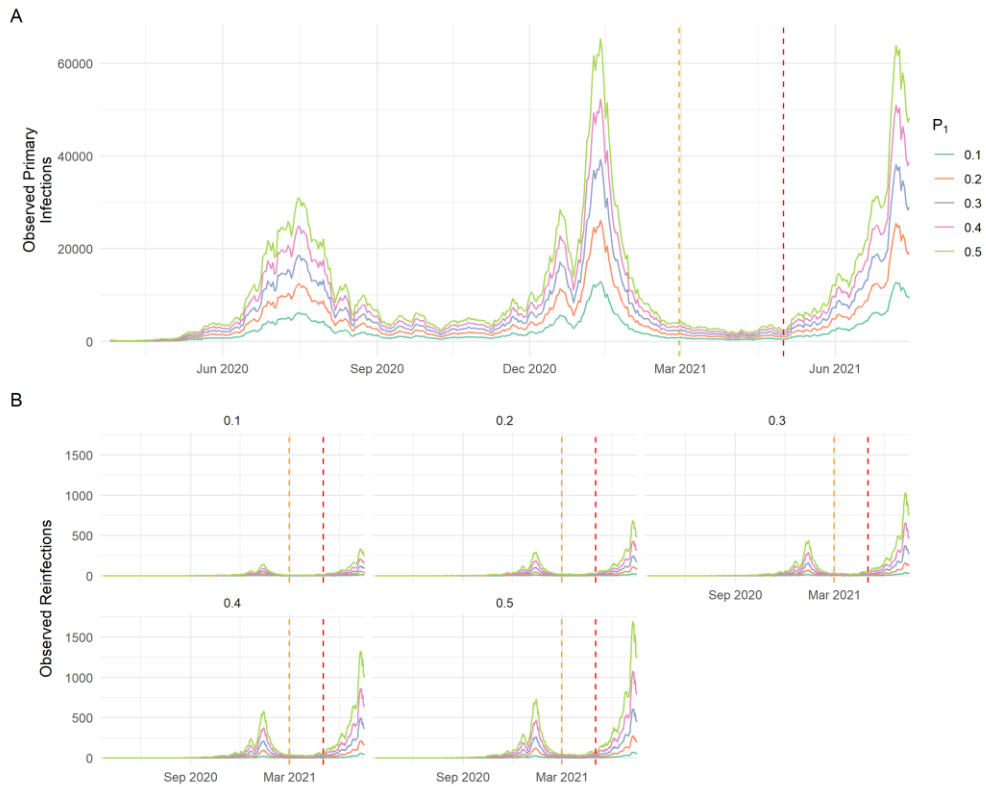 A
60000
40000
20000
0
Observed Primary
Infections
Jun 2020
Sep 2020
Dec 2020
Mar 2021
Jun 2021
P1
0.1
0.2
0.3
0.4
0.5
B
Observed Reinfections
0.1
0.2
0.3
1500
1000
500
0
Sep 2020
Mar 2021
0.4
0.5
1500
1000
500
0
Sep 2020
Mar 2021
Sep 2020
Mar 2021